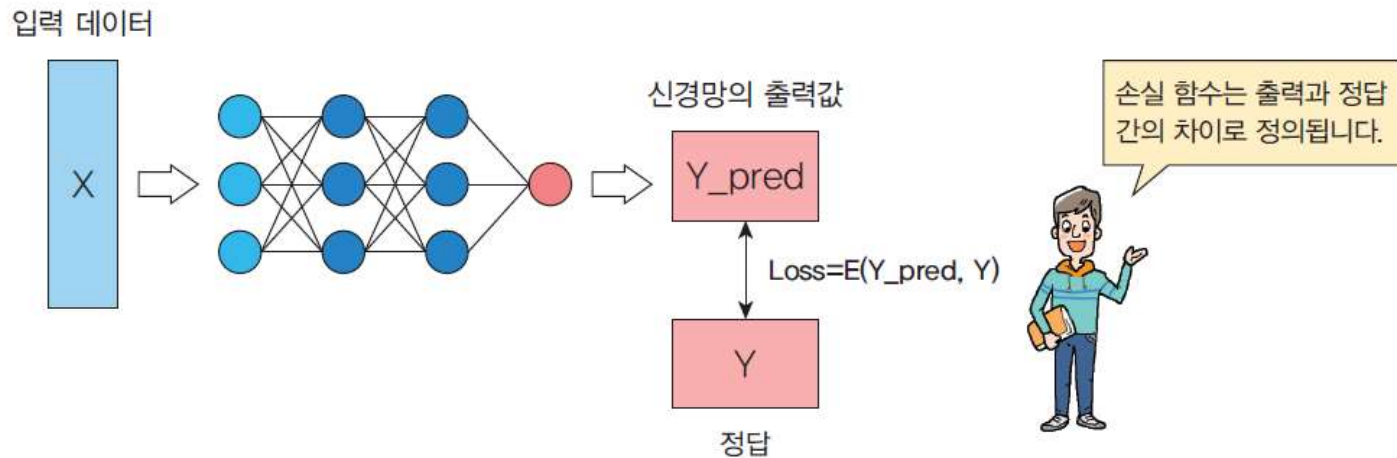 입력 데이터
X
신경망의 출력값
Y_pred
Loss=E(Y_pred, Y)
Y
정답
손실 함수는 출력과 정답
간의 차이로 정의됩니다.